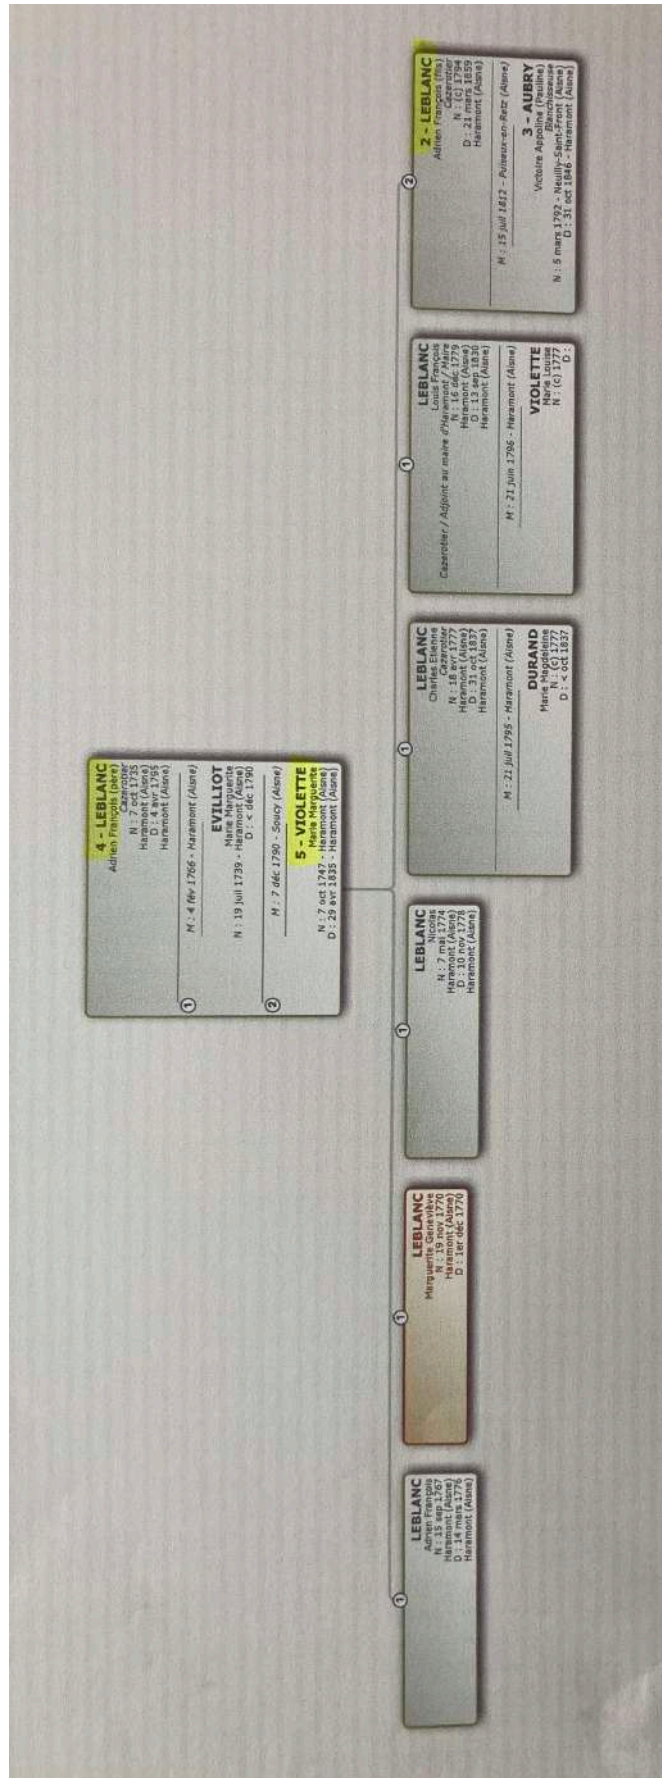 4 - LEBLANC
Adrien François (père)
Cazerotier
N : 7 oct 1735
Haramont (Aisne)
D : 4 avr 1795
Haramont (Aisne)
1
M : 4 fév 1766 - Haramont (Aisne)
EVILLIOT
Marie Marguerite
N : 19 juil 1739 - Haramont (Aisne)
D : < déc 1790
2
M : 7 déc 1790 - Soucy (Aisne)
5 - VIOLETTE
Marie Marguerite
N : 7 oct 1747 - Haramont (Aisne)
D : 29 avr 1835 - Haramont (Aisne)
1
LEBLANC
Adrien François
N : 15 sep 1767
Haramont (Aisne)
D : 14 mars 1776
Haramont (Aisne)
1
LEBLANC
Marguerite Geneviève
N : 19 nov 1770
Haramont (Aisne)
D : 1er déc 1770
1
LEBLANC
Nicolas
N : 7 mai 1774
Haramont (Aisne)
D : 10 nov 1778
Haramont (Aisne)
1
LEBLANC
Charles Etienne
Cazerotier
N : 18 avr 1777
Haramont (Aisne)
D : 31 oct 1837
Haramont (Aisne)
M : 21 juil 1795 - Haramont (Aisne)
DURAND
Marie Magdeleine
N : (c) 1777
D : < oct 1837
1
LEBLANC
Louis François
Cazerotier / Adjoint au maire d'Haramont / Maire
N : 16 déc 1779
Haramont (Aisne)
D : 13 sep 1830
Haramont (Aisne)
M : 21 juin 1796 - Haramont (Aisne)
VIOLETTE
Marie Louise
N : (c) 1777
D :
2
2 - LEBLANC
Adrien François (fils)
Cazerotier
N : (c) 1794
D : 21 mars 1859
Haramont (Aisne)
M : 15 juil 1812 - Puiseux-en-Retz (Aisne)
3 - AUBRY
Victoire Appoline (Pauline)
Blanchisseuse
N : 5 mars 1792 - Neuilly-Saint-Front (Aisne)
D : 31 oct 1846 - Haramont (Aisne)